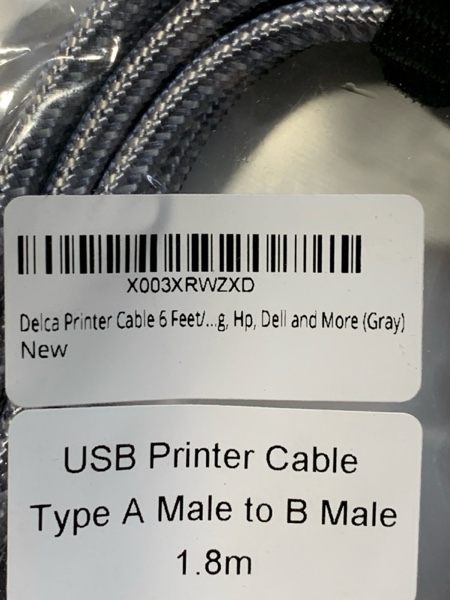 X003XRWZXD
Delca Printer Cable 6 Feet/...g, Hp, Dell and More (Gray)
New
USB Printer Cable
Type A Male to B Male
1.8m